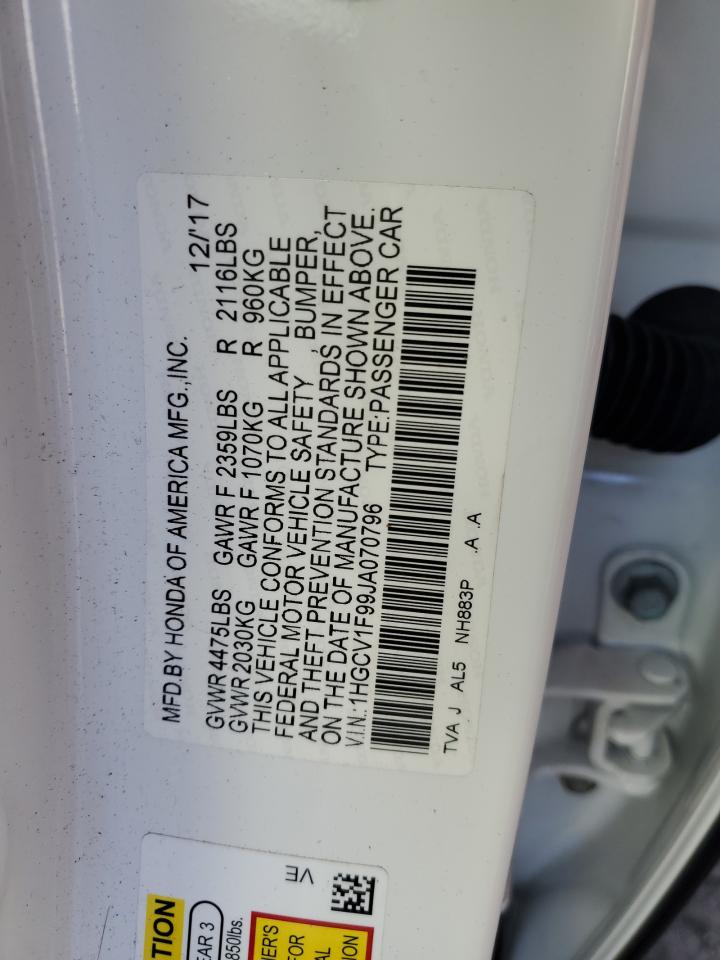 MFD.BY HONDA OF AMERICA MFG.,INC. 12/'17
GVWR 4475LBS GAWR F 2359LBS R 2116LBS
GVWR 2030KG GAWR F 1070KG R 960KG
THIS VEHICLE CONFORMS TO ALL APPLICABLE
FEDERAL MOTOR VEHICLE SAFETY BUMPER,
AND THEFT PREVENTION STANDARDS, IN EFFECT
ON THE DATE OF MANUFACTURE SHOWN ABOVE.
V.I.N.:1HGCV1F99JA070796 TYPE:PASSENGER CAR
TVA J AL5 NH883P .A .A
VE
TION
EAR 3
850lbs.
ER'S
FOR
AL
ION